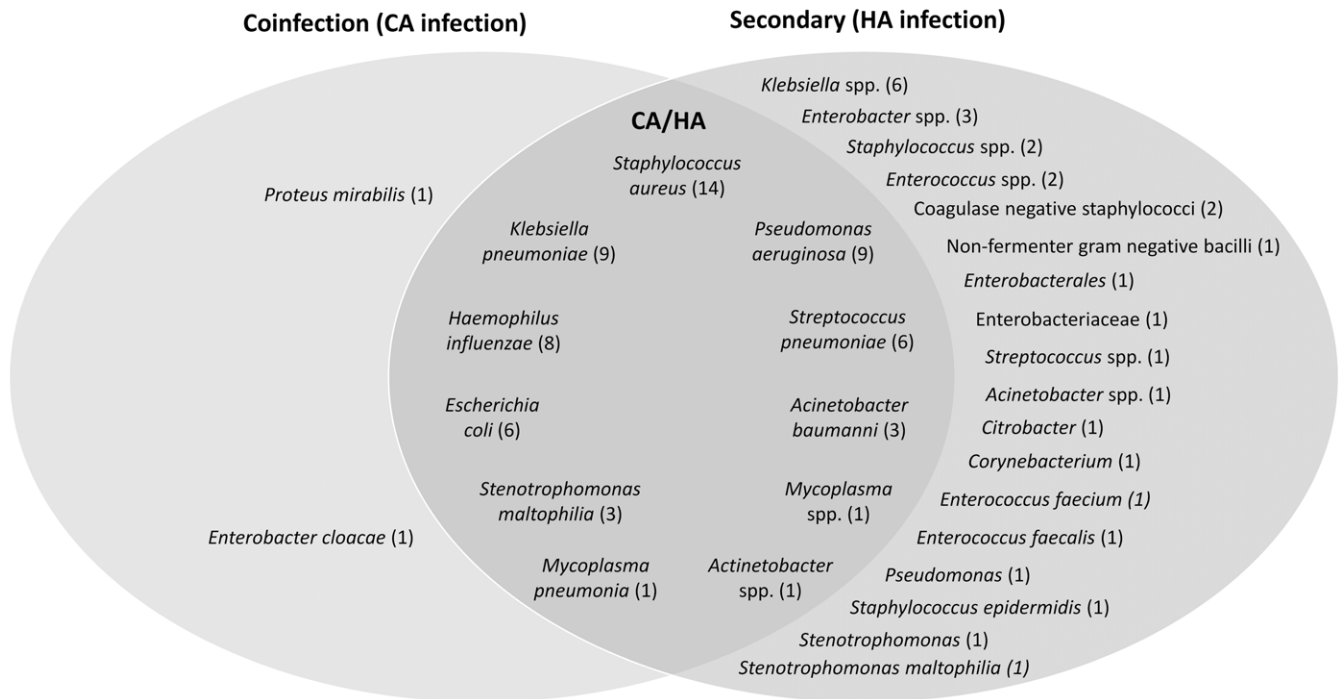 Coinfection (CA infection)
Secondary (HA infection)
Proteus mirabilis (1)
Enterobacter cloacae (1)
CA/HA
Staphylococcus
aureus (14)
Klebsiella
pneumoniae (9)
Pseudomonas
aeruginosa (9)
Haemophilus
influenzae (8)
Streptococcus
pneumoniae (6)
Escherichia
coli (6)
Acinetobacter
baumanni (3)
Stenotrophomonas
maltophilia (3)
Mycoplasma
spp. (1)
Mycoplasma
pneumonia (1)
Actinetobacter
spp. (1)
Klebsiella spp. (6)
Enterobacter spp. (3)
Staphylococcus spp. (2)
Enterococcus spp. (2)
Coagulase negative staphylococci (2)
Non-fermenter gram negative bacilli (1)
Enterobacterales (1)
Enterobacteriaceae (1)
Streptococcus spp. (1)
Acinetobacter spp. (1)
Citrobacter (1)
Corynebacterium (1)
Enterococcus faecium (1)
Enterococcus faecalis (1)
Pseudomonas (1)
Staphylococcus epidermidis (1)
Stenotrophomonas (1)
Stenotrophomonas maltophilia (1)